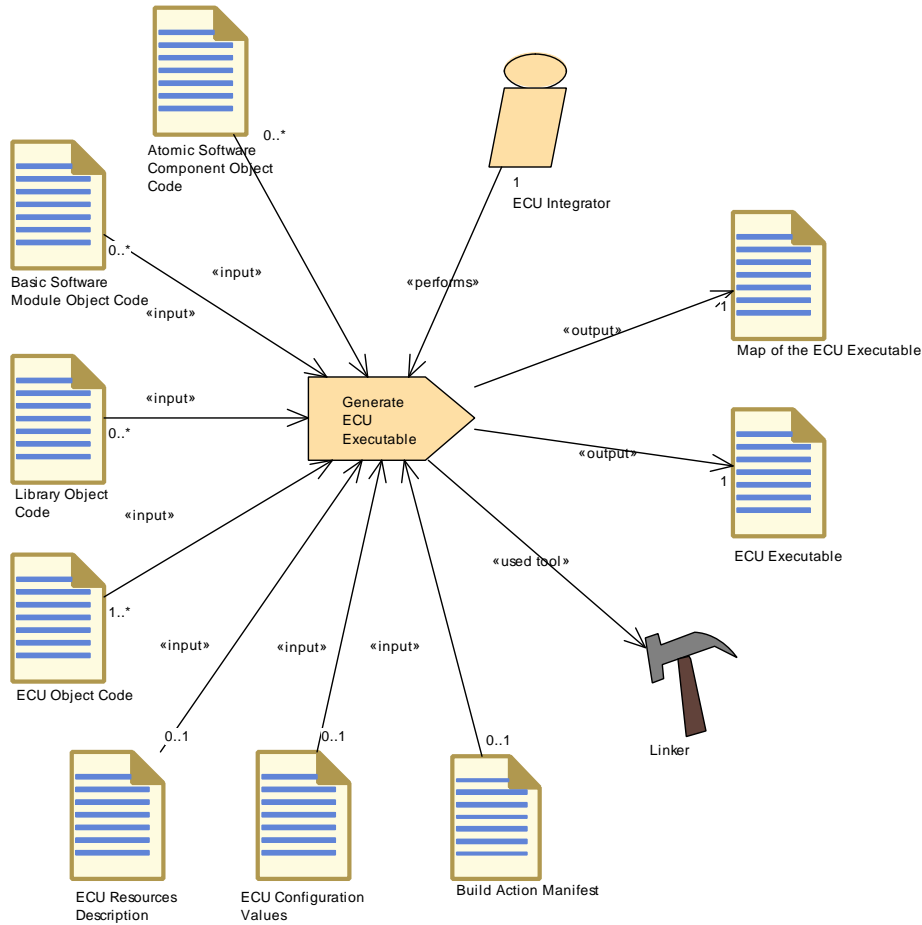 0..*
Atomic Software
Component Object
Code
1
ECU Integrator
0..*
Basic Software
Module Object Code
«input»
«input»
«performs»
«output»
1
Map of the ECU Executable
Generate
ECU
Executable
«input»
0..*
Library Object
Code
«output»
1
ECU Executable
«input»
1..*
ECU Object Code
«used tool»
Linker
«input»
«input»
«input»
0..1
0..1
0..1
ECU Resources
Description
ECU Configuration
Values
Build Action Manifest